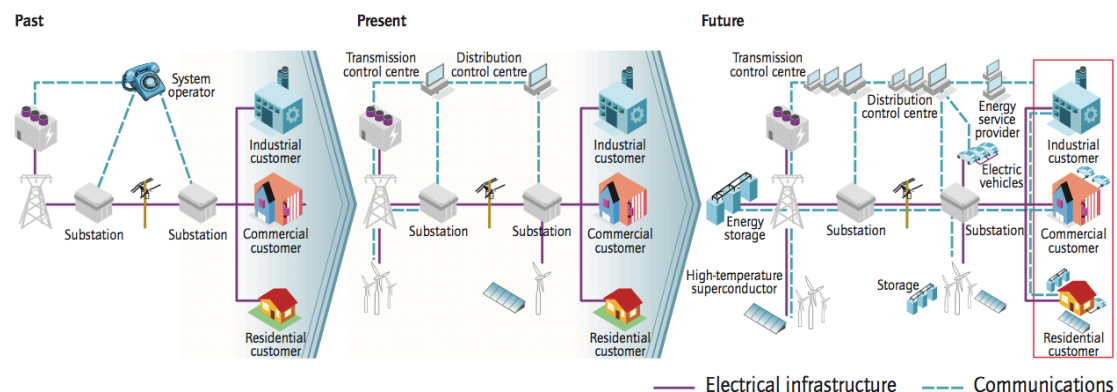 Past
System
operator
Substation
Substation
Industrial
customer
Commercial
customer
Residential
customer
Present
Transmission
control centre
Distribution
control centre
Substation
Substation
Industrial
customer
Commercial
customer
Residential
customer
Future
Transmission
control centre
Distribution
control centre
Energy
service
provider
Electric
vehicles
Energy
storage
Substation
Substation
High-temperature
superconductor
Storage
Industrial
customer
Commercial
customer
Residential
customer
Electrical infrastructure
Communications